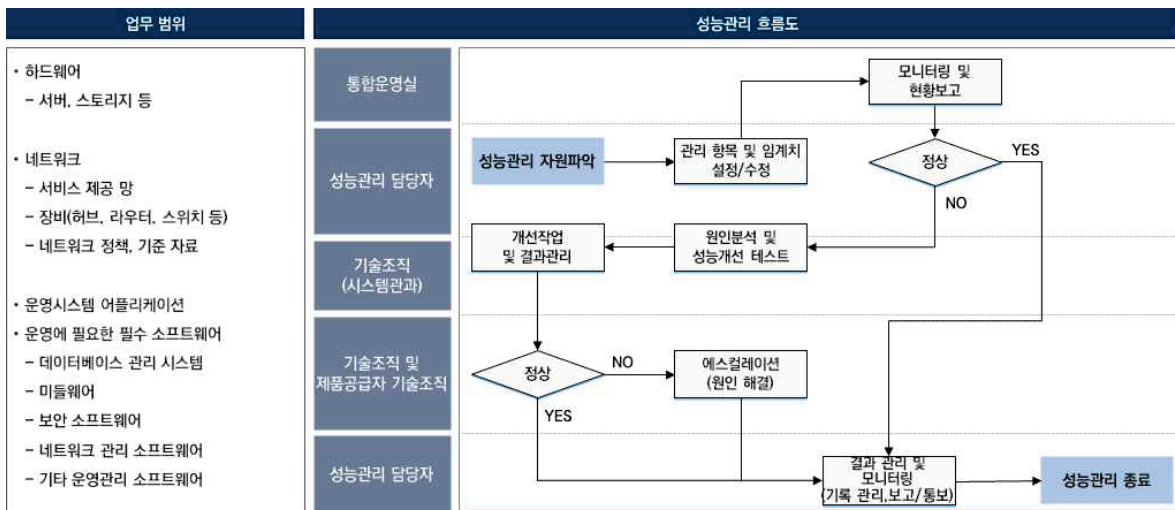 업무 범위
• 하드웨어
– 서버, 스토리지 등
• 네트워크
– 서비스 제공 망
– 장비(허브, 라우터, 스위치 등)
– 네트워크 정책, 기준 자료
• 운영시스템 어플리케이션
• 운영에 필요한 필수 소프트웨어
– 데이터베이스 관리 시스템
– 미들웨어
– 보안 소프트웨어
– 네트워크 관리 소프트웨어
– 기타 운영관리 소프트웨어
성능관리 흐름도
통합운영실
모니터링 및
현황보고
성능관리 담당자
성능관리 자원파악
관리 항목 및 임계치
설정/수정
정상
YES
NO
기술조직
(시스템관과)
개선작업
및 결과관리
원인분석 및
성능개선 테스트
기술조직 및
제품공급자 기술조직
정상
NO
YES
에스컬레이션
(원인 해결)
성능관리 담당자
결과 관리 및
모니터링
(기록 관리,보고/통보)
성능관리 종료